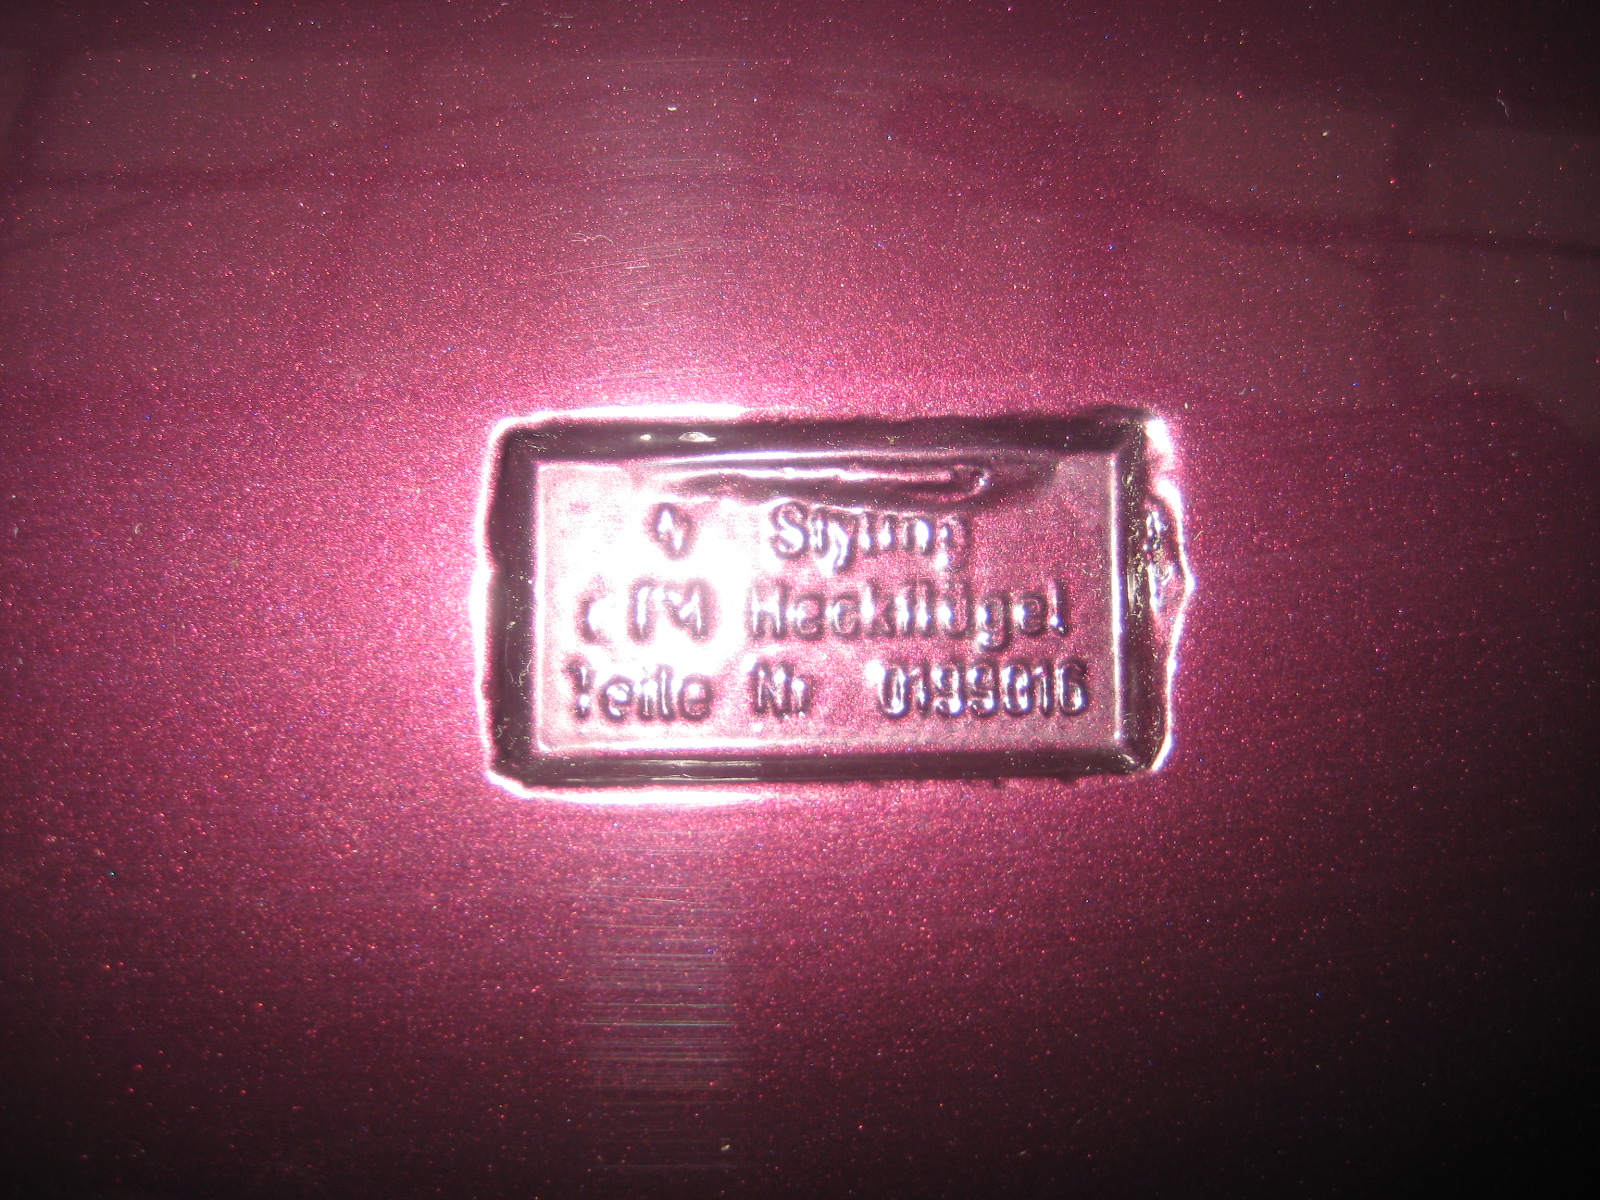 Styling
Heckflügel
Teile Nr 0199016